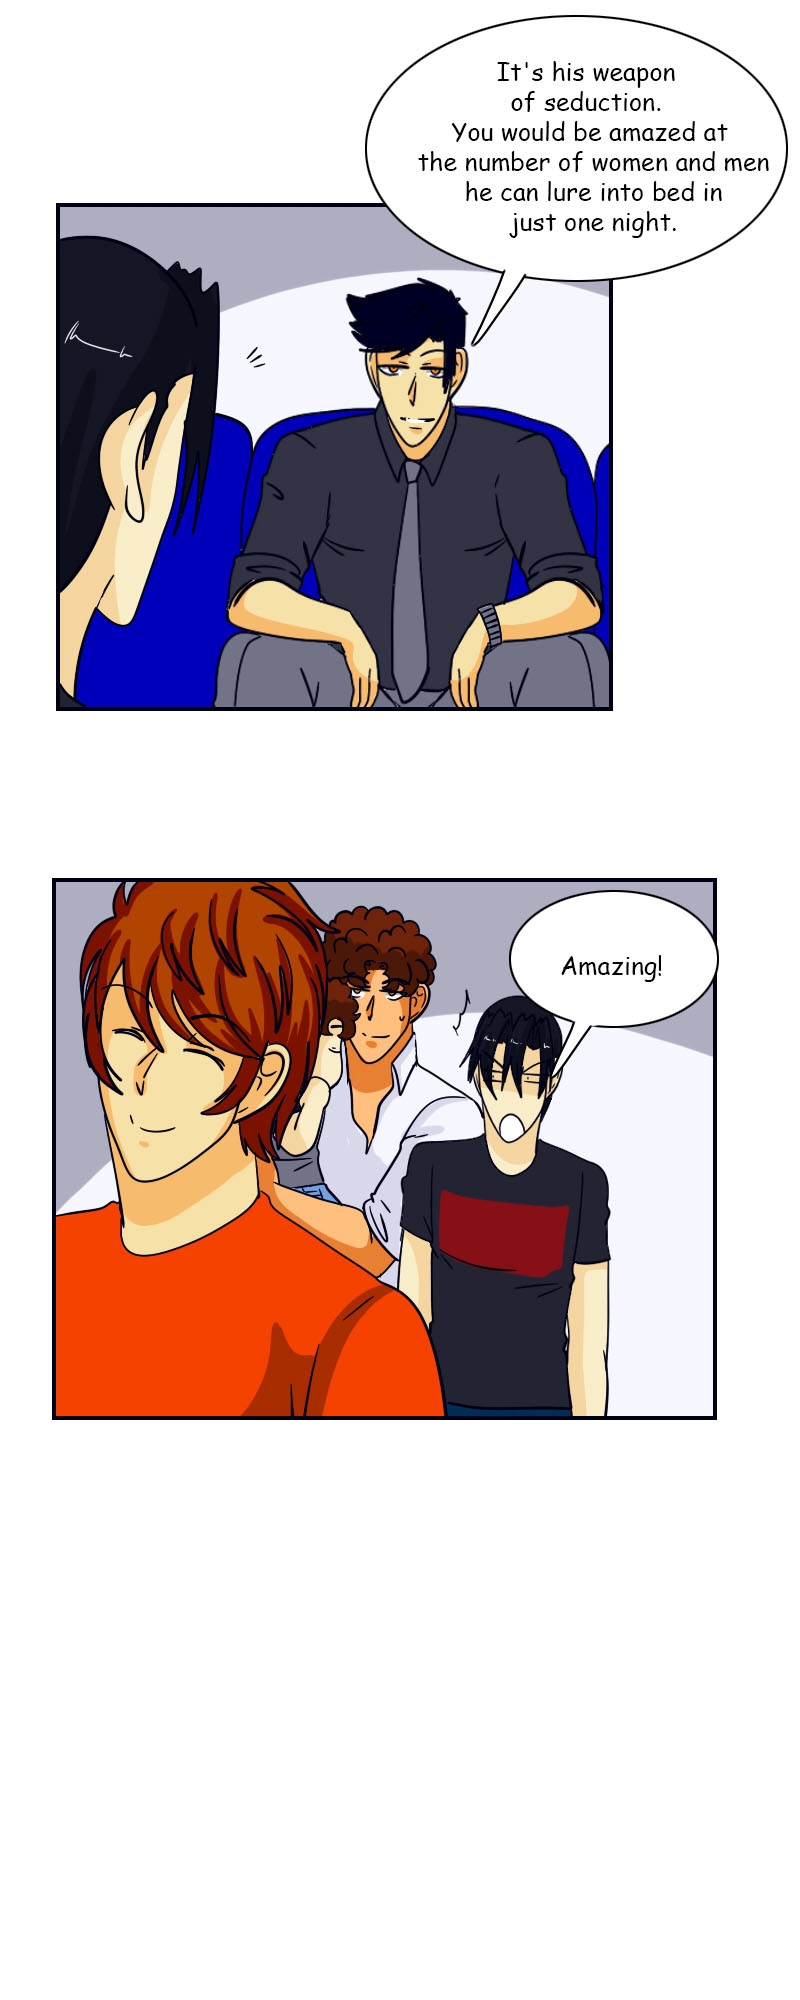 It's his weapon
of seduction.
You would be amazed at
the number of women and men
he can lure into bed in
just one night.
Amazing!